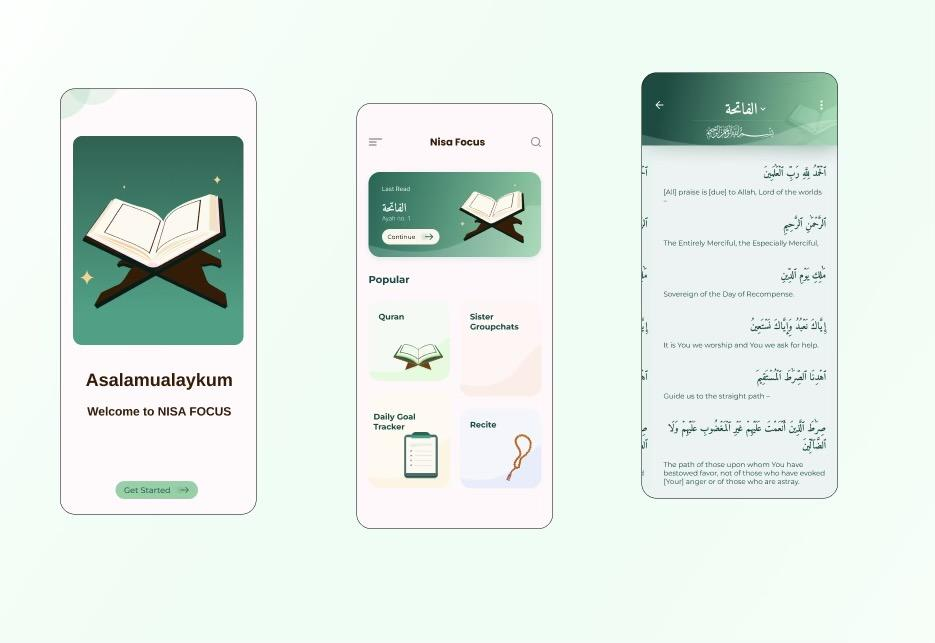 Asalamualaykum
Welcome to NISA FOCUS
Get Started
Nisa Focus
Last Read
الفاتحة
Ayah no. 1
Continue
Popular
Quran
Sister
Groupchats
Daily Goal
Tracker
Recite
الفاتحة
بِسْمِ اللَّهِ الرَّحْمَٰنِ الرَّحِيمِ
ٱلۡحَمۡدُ لِلَّهِ رَبِّ ٱلۡعَٰلَمِينَ
[All] praise is [due] to Allah, Lord of the worlds
–
ٱلرَّحۡمَٰنِ ٱلرَّحِيمِ
The Entirely Merciful, the Especially Merciful,
مَٰلِكِ يَوۡمِ ٱلدِّينِ
Sovereign of the Day of Recompense.
إِيَّاكَ نَعۡبُدُ وَإِيَّاكَ نَسۡتَعِينُ
It is You we worship and You we ask for help.
ٱهۡدِنَا ٱلصِّرَٰطَ ٱلۡمُسۡتَقِيمَ
Guide us to the straight path –
صِرَٰطَ ٱلَّذِينَ أَنۡعَمۡتَ عَلَيۡهِمۡ غَيۡرِ ٱلۡمَغۡضُوبِ عَلَيۡهِمۡ وَلَا
ٱلضَّآلِّينَ
The path of those upon whom You have
bestowed favor, not of those who have evoked
[Your] anger or of those who are astray.